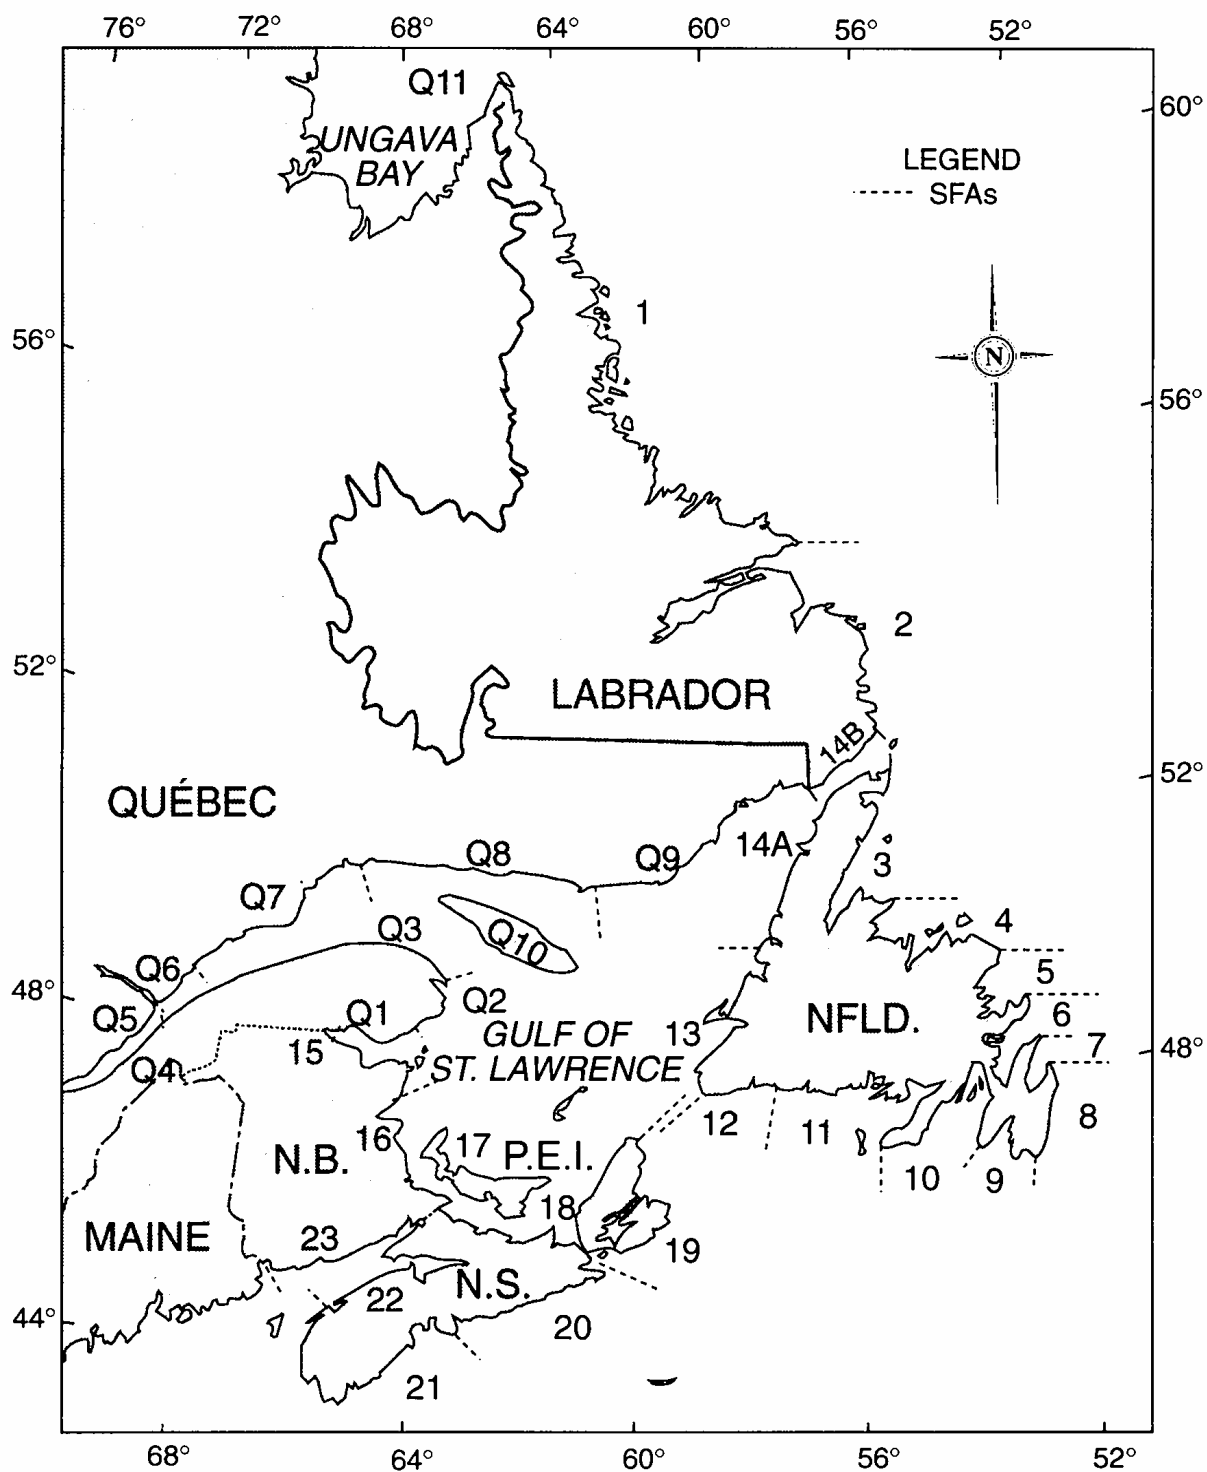 76° 72° 68° 64° 60° 56° 52°
Q11
60°
UNGAVA
BAY
LEGEND
SFAs
1
N
56°
56°
2
52°
LABRADOR
14B
52°
QUÉBEC
14A
Q8
Q9
3
Q7
Q3
4
Q10
Q6
5
48°
Q5
Q1
Q2
NFLD.
6
GULF OF
ST. LAWRENCE
13
15
7
48°
Q4
12
11
8
16
17
P.E.I.
N.B.
10
9
18
MAINE
23
19
N.S.
22
20
44°
21
68° 64° 60° 56° 52°